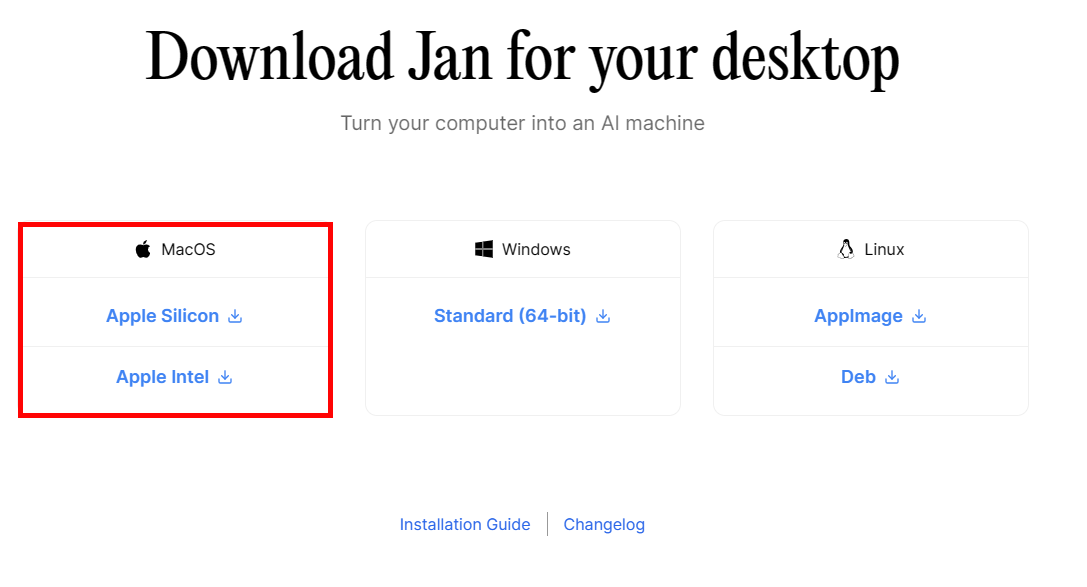 Download Jan for your desktop
Turn your computer into an AI machine
MacOS
Apple Silicon
Apple Intel
Windows
Standard (64-bit)
Linux
AppImage
Deb
Installation Guide
Changelog